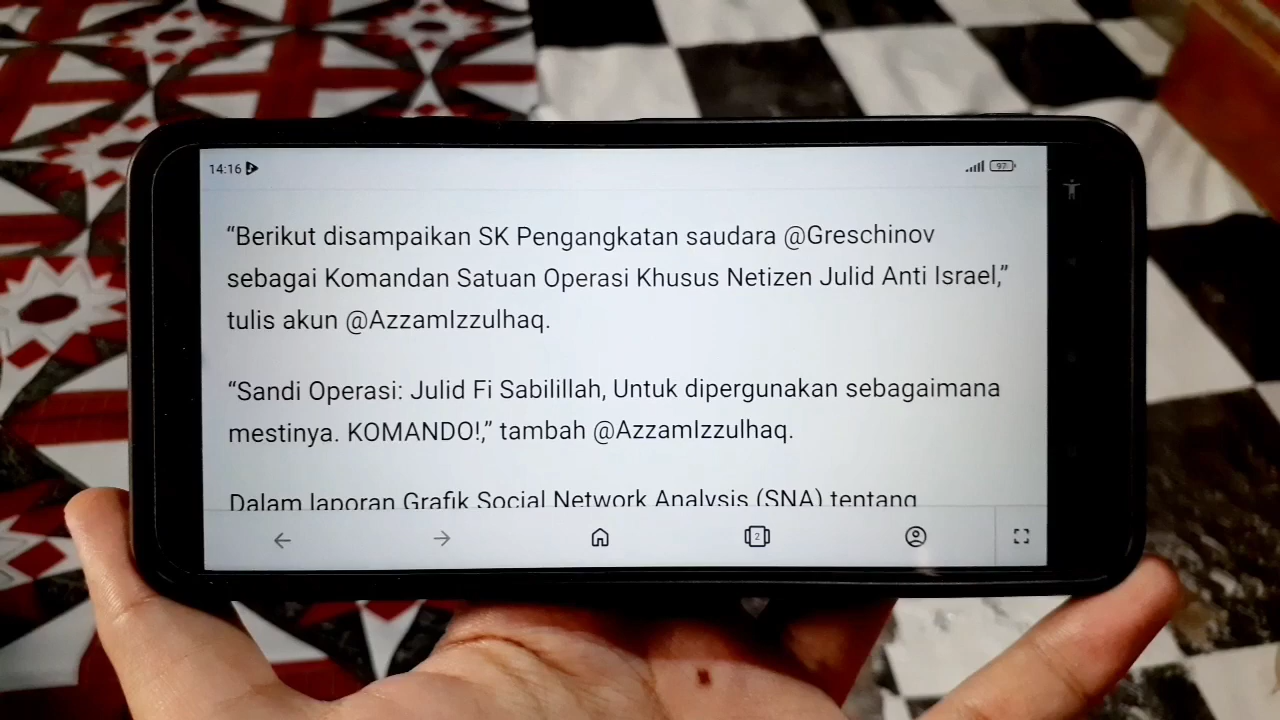 14:16
97
“Berikut disampaikan SK Pengangkatan saudara @Greschinov
sebagai Komandan Satuan Operasi Khusus Netizen Julid Anti Israel,”
tulis akun @AzzamIzzulhaq.
“Sandi Operasi: Julid Fi Sabilillah, Untuk dipergunakan sebagaimana
mestinya. KOMANDO!,” tambah @AzzamIzzulhaq.
Dalam laporan Grafik Social Network Analysis (SNA) tentang
2